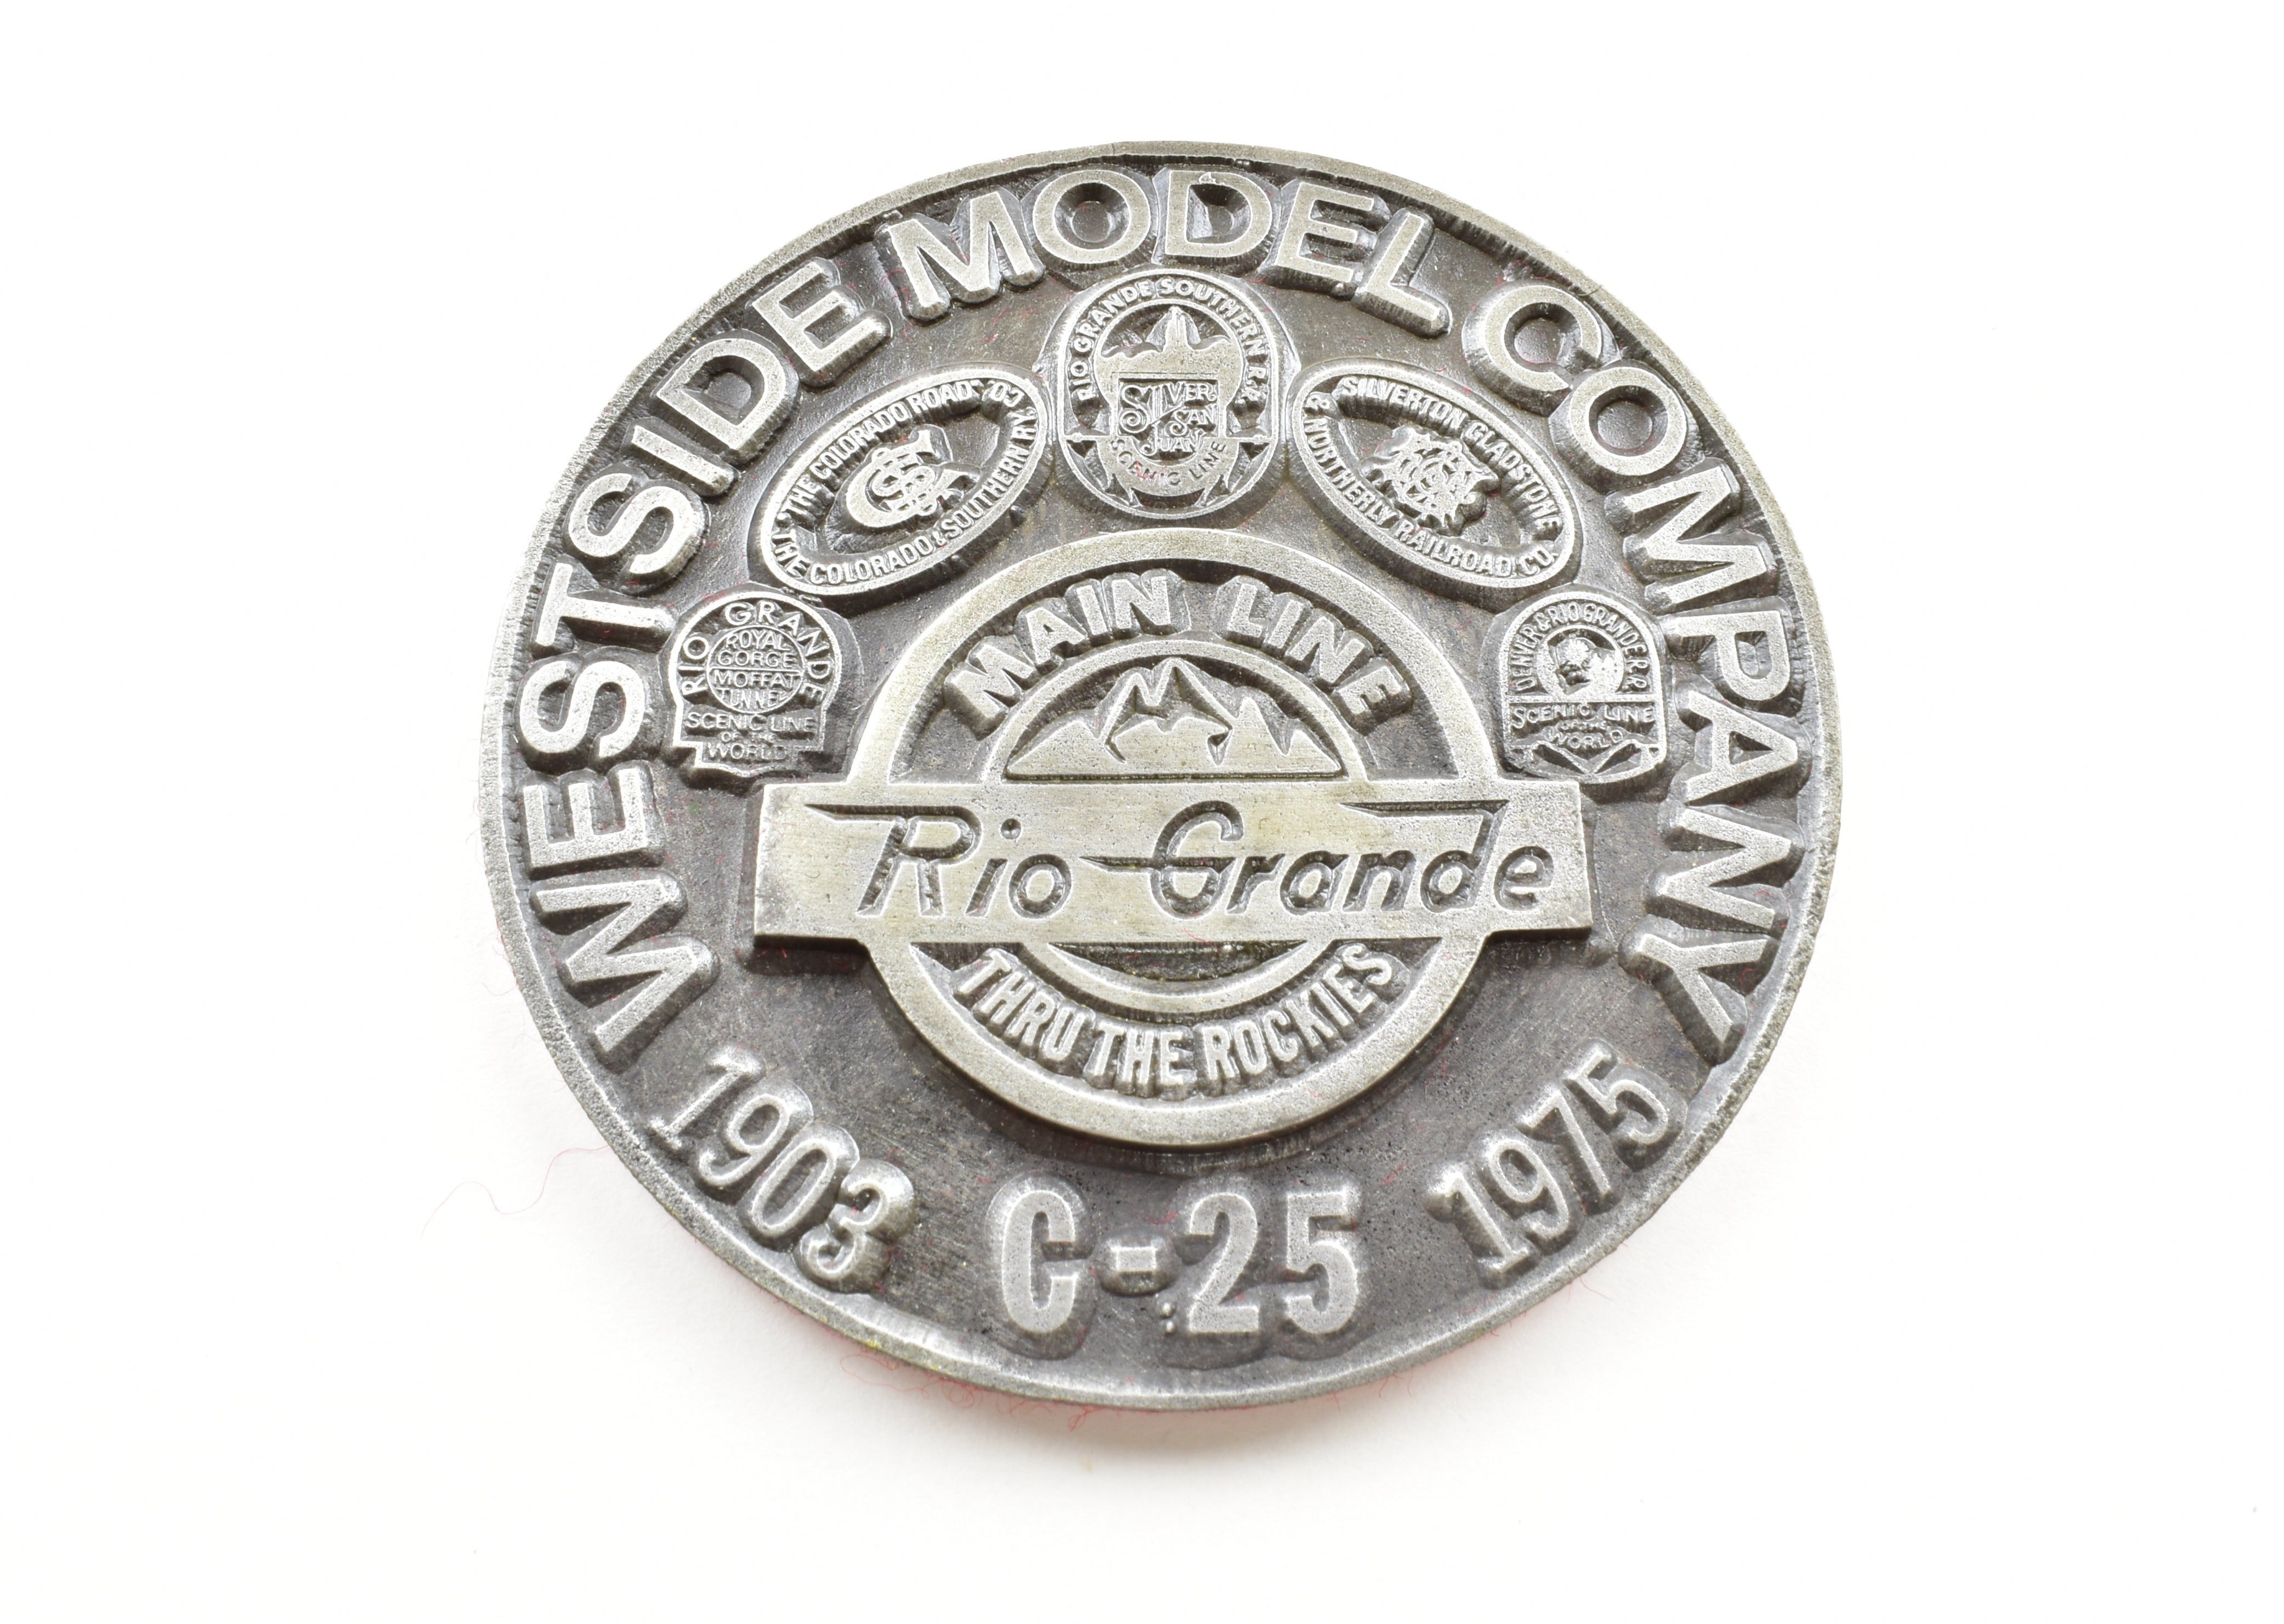 WESTSIDE MODEL COMPANY
RIO GRANDE SOUTHERN R.R.
SILVER
SAN
JUAN
SCENIC LINE
"THE COLORADO ROAD"
THE COLORADO & SOUTHERN RY. CO.
SILVERTON GLADSTONE
& NORTHERLY RAILROAD CO.
RIO GRANDE
ROYAL
GORGE
MOFFAT
TUNNEL
SCENIC LINE
OF THE
WORLD
DENVER & RIO GRANDE R.R.
SCENIC LINE
OF THE
WORLD
MAIN LINE
Rio Grande
THRU THE ROCKIES
1903
C-25
1975